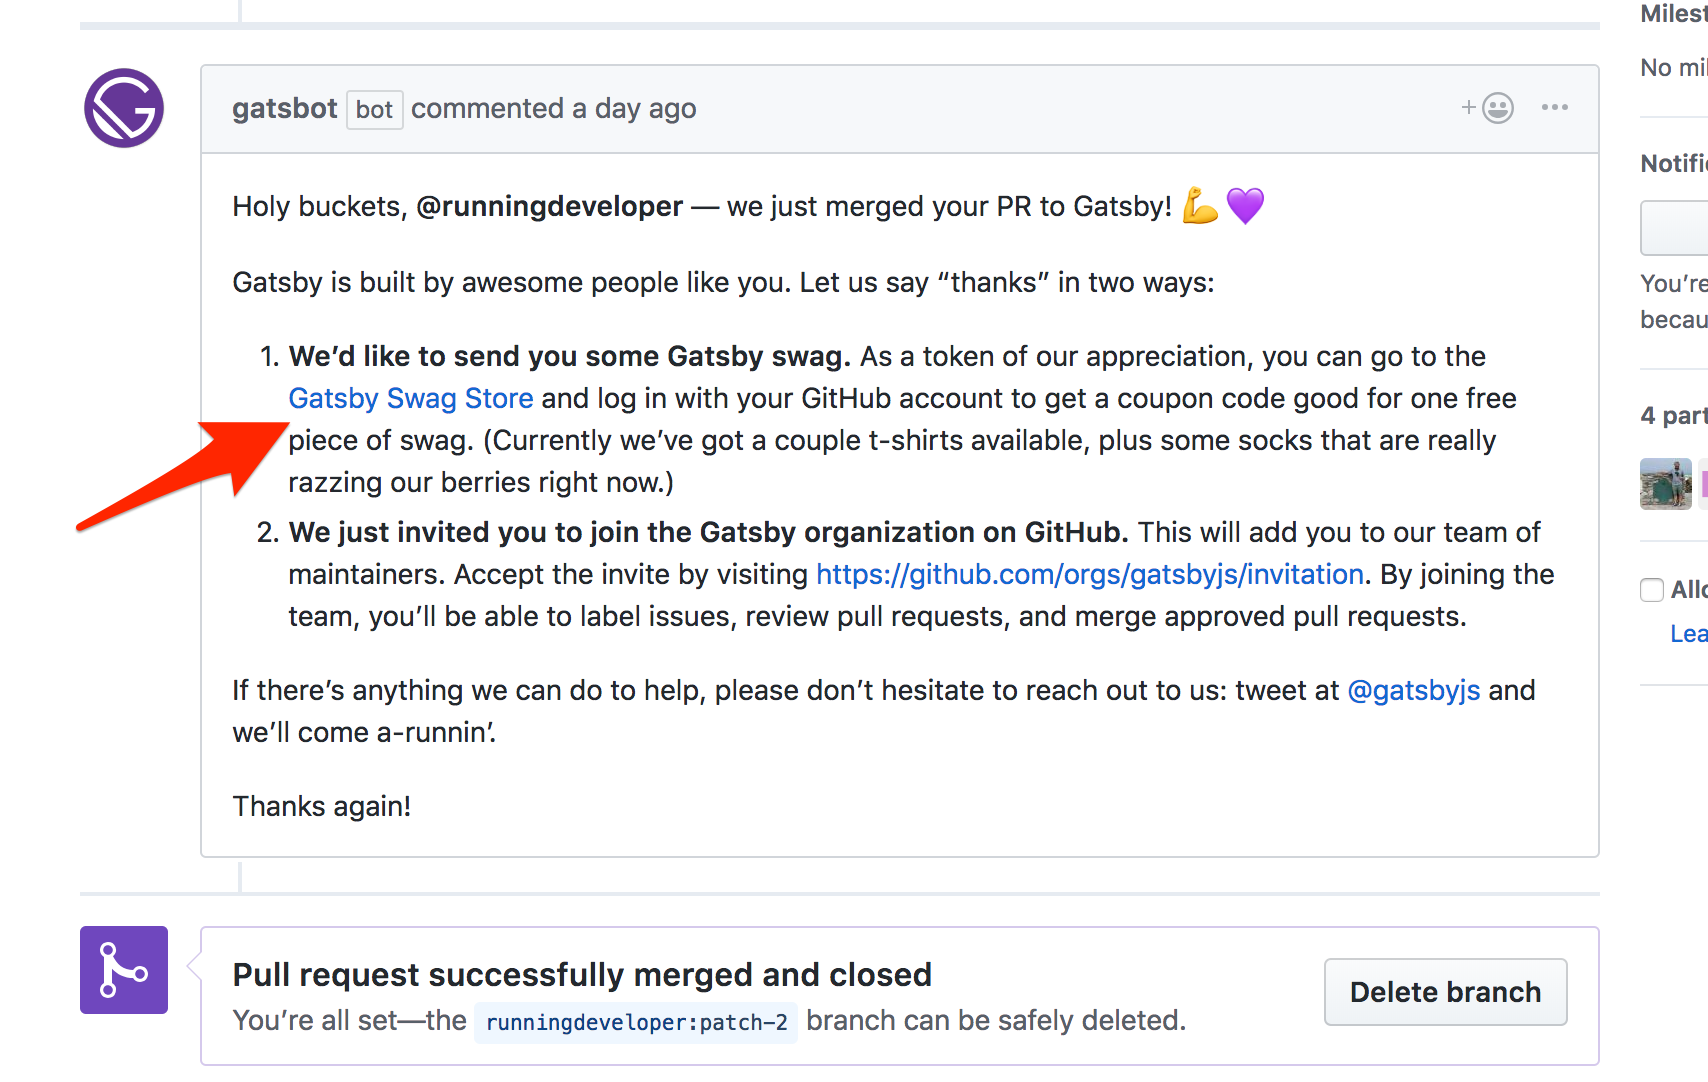 Milest
No mil
gatsbot bot commented a day ago
Notific
Holy buckets, @runningdeveloper — we just merged your PR to Gatsby! 💪💜
Gatsby is built by awesome people like you. Let us say “thanks” in two ways:
You’re
becau
1. We’d like to send you some Gatsby swag. As a token of our appreciation, you can go to the
Gatsby Swag Store and log in with your GitHub account to get a coupon code good for one free
piece of swag. (Currently we’ve got a couple t-shirts available, plus some socks that are really
razzing our berries right now.)
4 part
2. We just invited you to join the Gatsby organization on GitHub. This will add you to our team of
maintainers. Accept the invite by visiting https://github.com/orgs/gatsbyjs/invitation. By joining the
team, you’ll be able to label issues, review pull requests, and merge approved pull requests.
Allo
Lea
If there’s anything we can do to help, please don’t hesitate to reach out to us: tweet at @gatsbyjs and
we’ll come a-runnin’.
Thanks again!
Pull request successfully merged and closed
You’re all set—the runningdeveloper:patch-2 branch can be safely deleted.
Delete branch